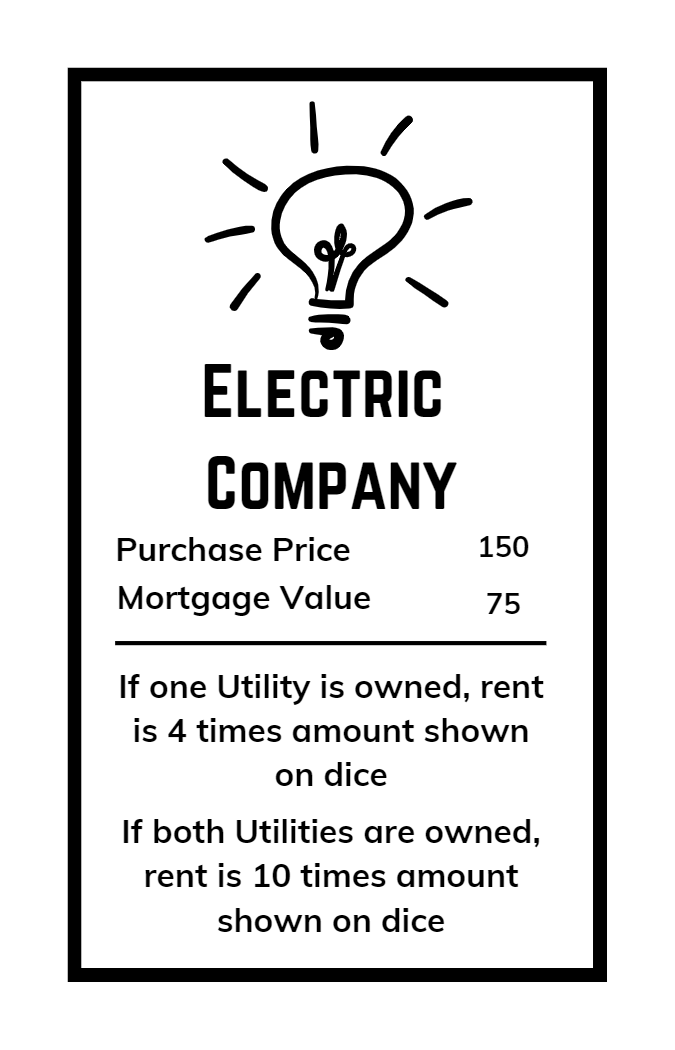 Electric
Company
Purchase Price 150
Mortgage Value 75
If one Utility is owned, rent
is 4 times amount shown
on dice
If both Utilities are owned,
rent is 10 times amount
shown on dice